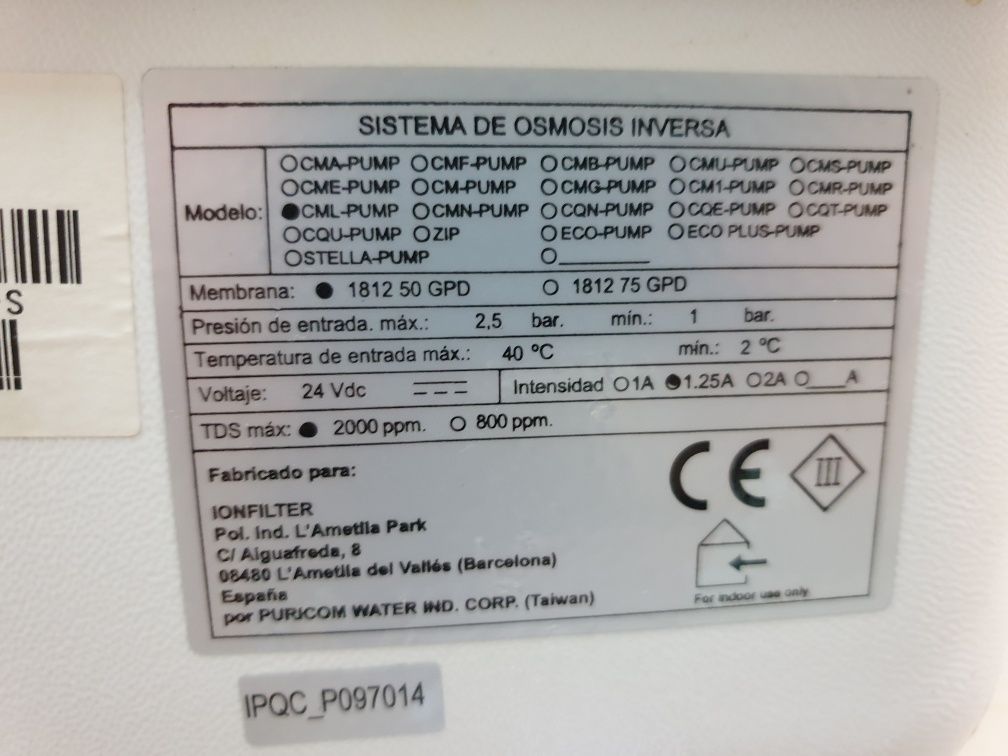 SISTEMA DE OSMOSIS INVERSA
Modelo: ○CMA-PUMP ○CMF-PUMP ○CMB-PUMP ○CMU-PUMP ○CMS-PUMP
○CME-PUMP ○CM-PUMP ○CMG-PUMP ○CM1-PUMP ○CMR-PUMP
●CML-PUMP ○CMN-PUMP ○CQN-PUMP ○CQE-PUMP ○CQT-PUMP
○CQU-PUMP ○ZIP ○ECO-PUMP ○ECO PLUS-PUMP
○STELLA-PUMP ○________
Membrana: ● 1812 50 GPD ○ 1812 75 GPD
Presión de entrada. máx.: 2,5 bar. mín.: 1 bar.
Temperatura de entrada máx.: 40 ºC mín.: 2 ºC
Voltaje: 24 Vdc Intensidad ○1A ●1.25A ○2A ○___A
TDS máx: ● 2000 ppm. ○ 800 ppm.
Fabricado para:
CE III
IONFILTER
Pol. Ind. L'Ametlla Park
C/ Aiguafreda, 8
08480 L'Ametlla del Vallés (Barcelona)
España
For indoor use only
por PURICOM WATER IND. CORP. (Taiwan)
IPQC_P097014
S